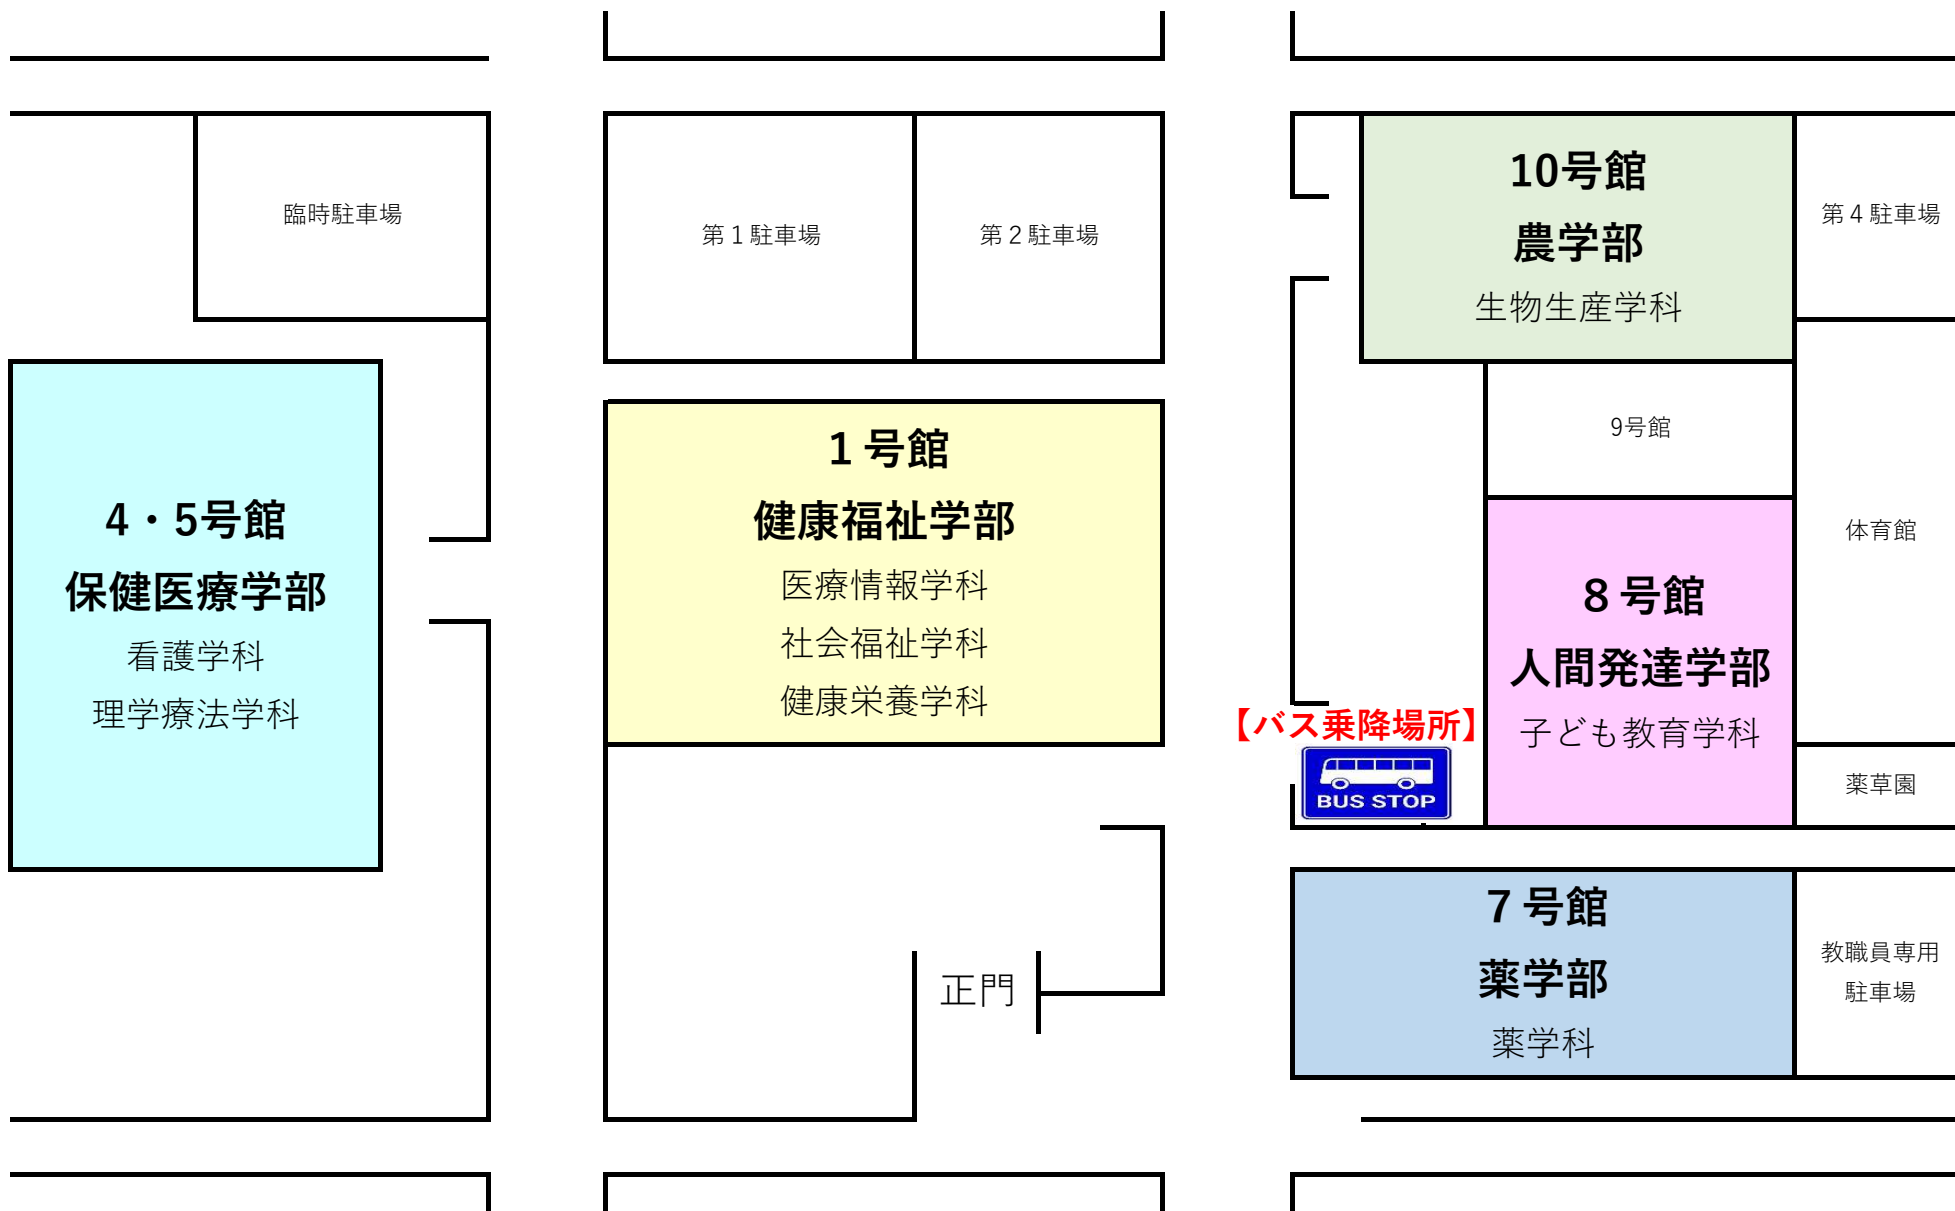 臨時駐車場
4・5号館
保健医療学部
看護学科
理学療法学科
第1駐車場
第2駐車場
1号館
健康福祉学部
医療情報学科
社会福祉学科
健康栄養学科
正門
10号館
農学部
生物生産学科
第4駐車場
9号館
体育館
8号館
人間発達学部
子ども教育学科
【バス乗降場所】
BUS STOP
薬草園
7号館
薬学部
薬学科
教職員専用
駐車場